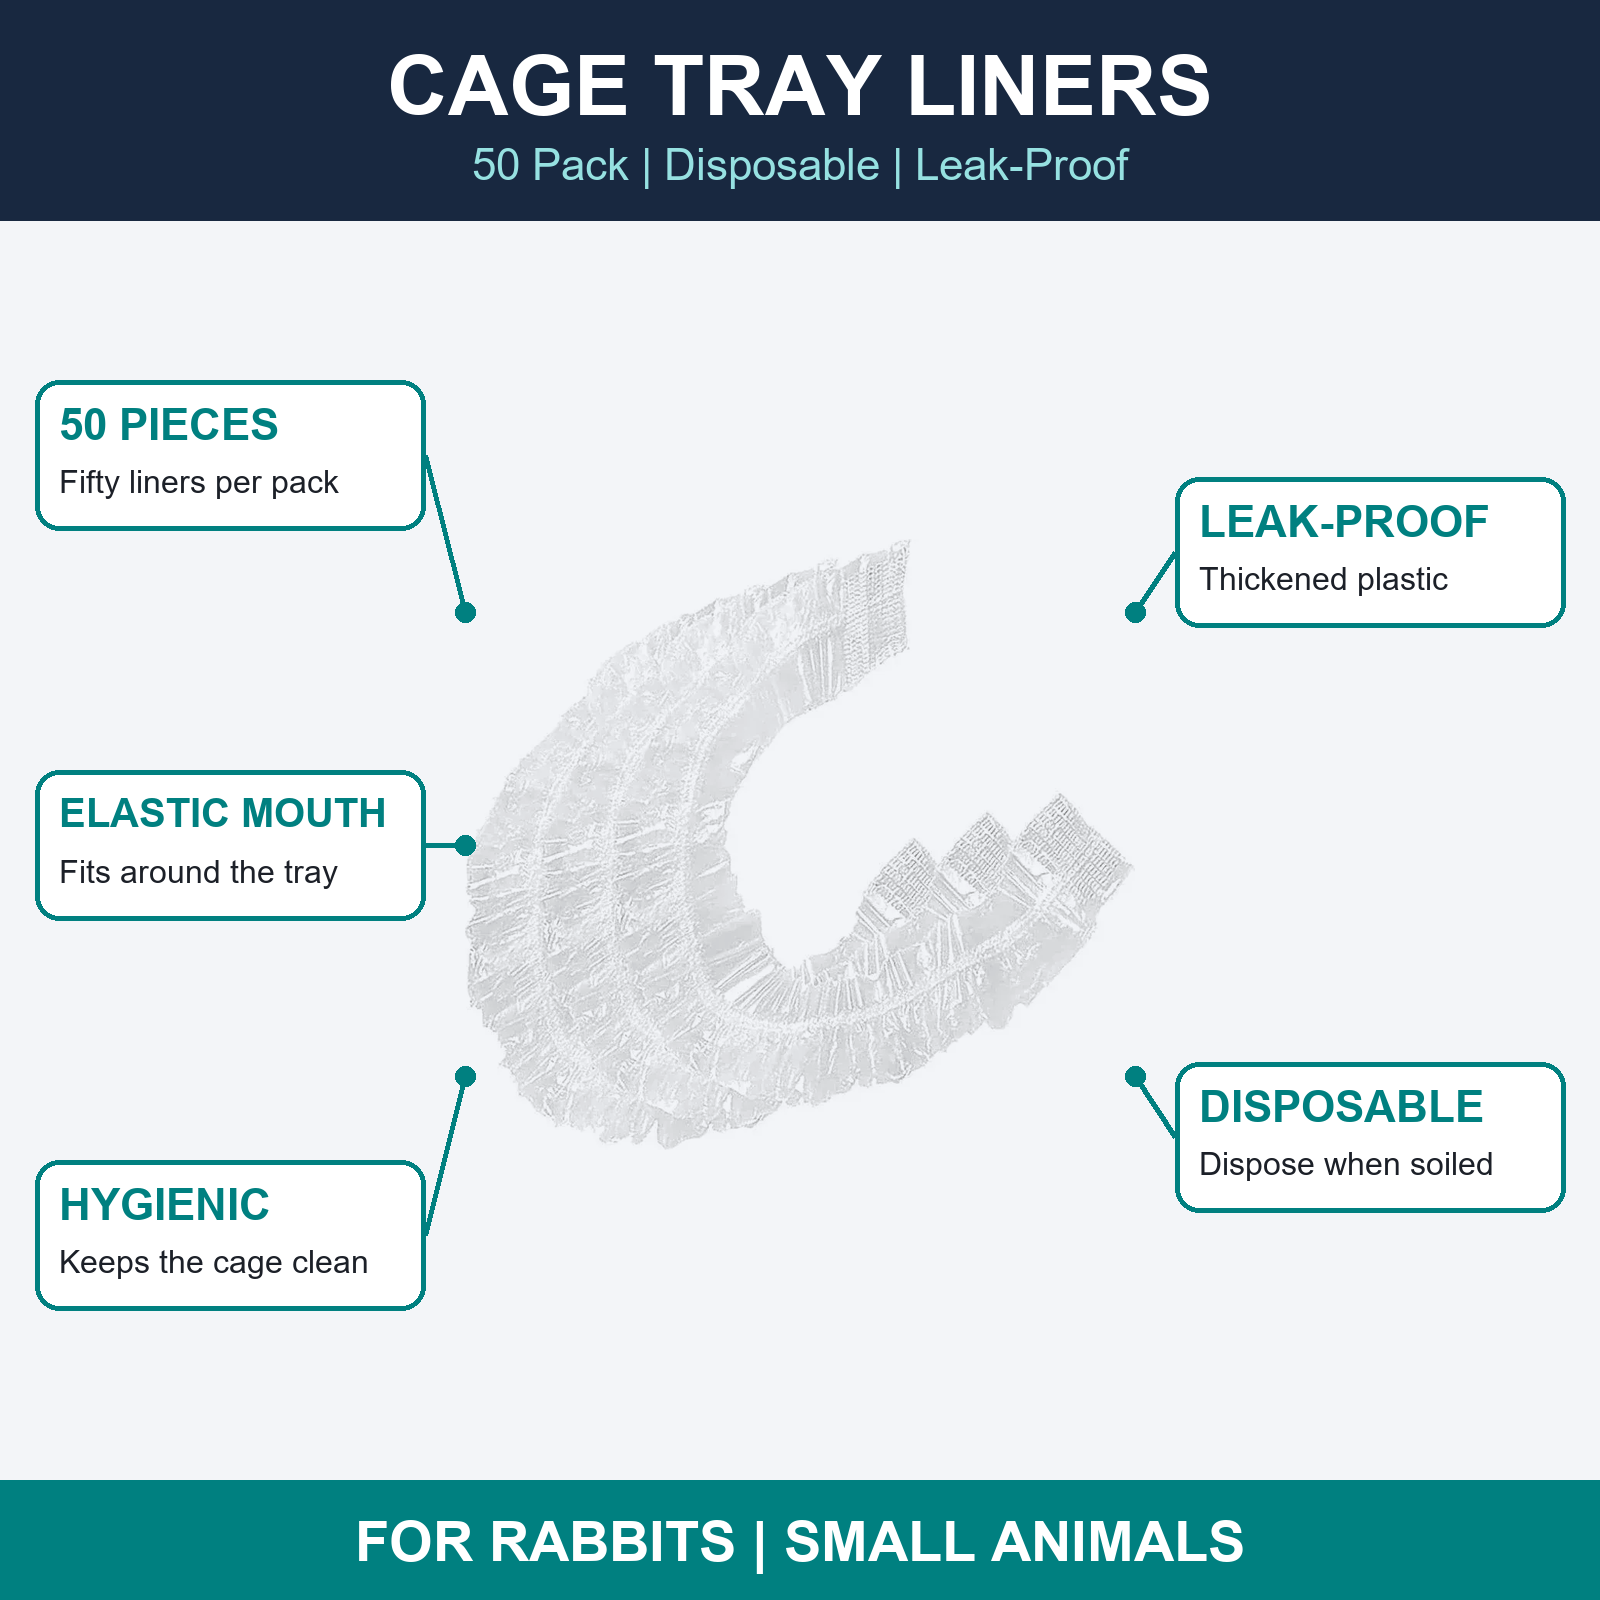 CAGE TRAY LINERS
50 Pack | Disposable | Leak-Proof
50 PIECES
Fifty liners per pack
LEAK-PROOF
Thickened plastic
ELASTIC MOUTH
Fits around the tray
DISPOSABLE
Dispose when soiled
HYGIENIC
Keeps the cage clean
FOR RABBITS | SMALL ANIMALS